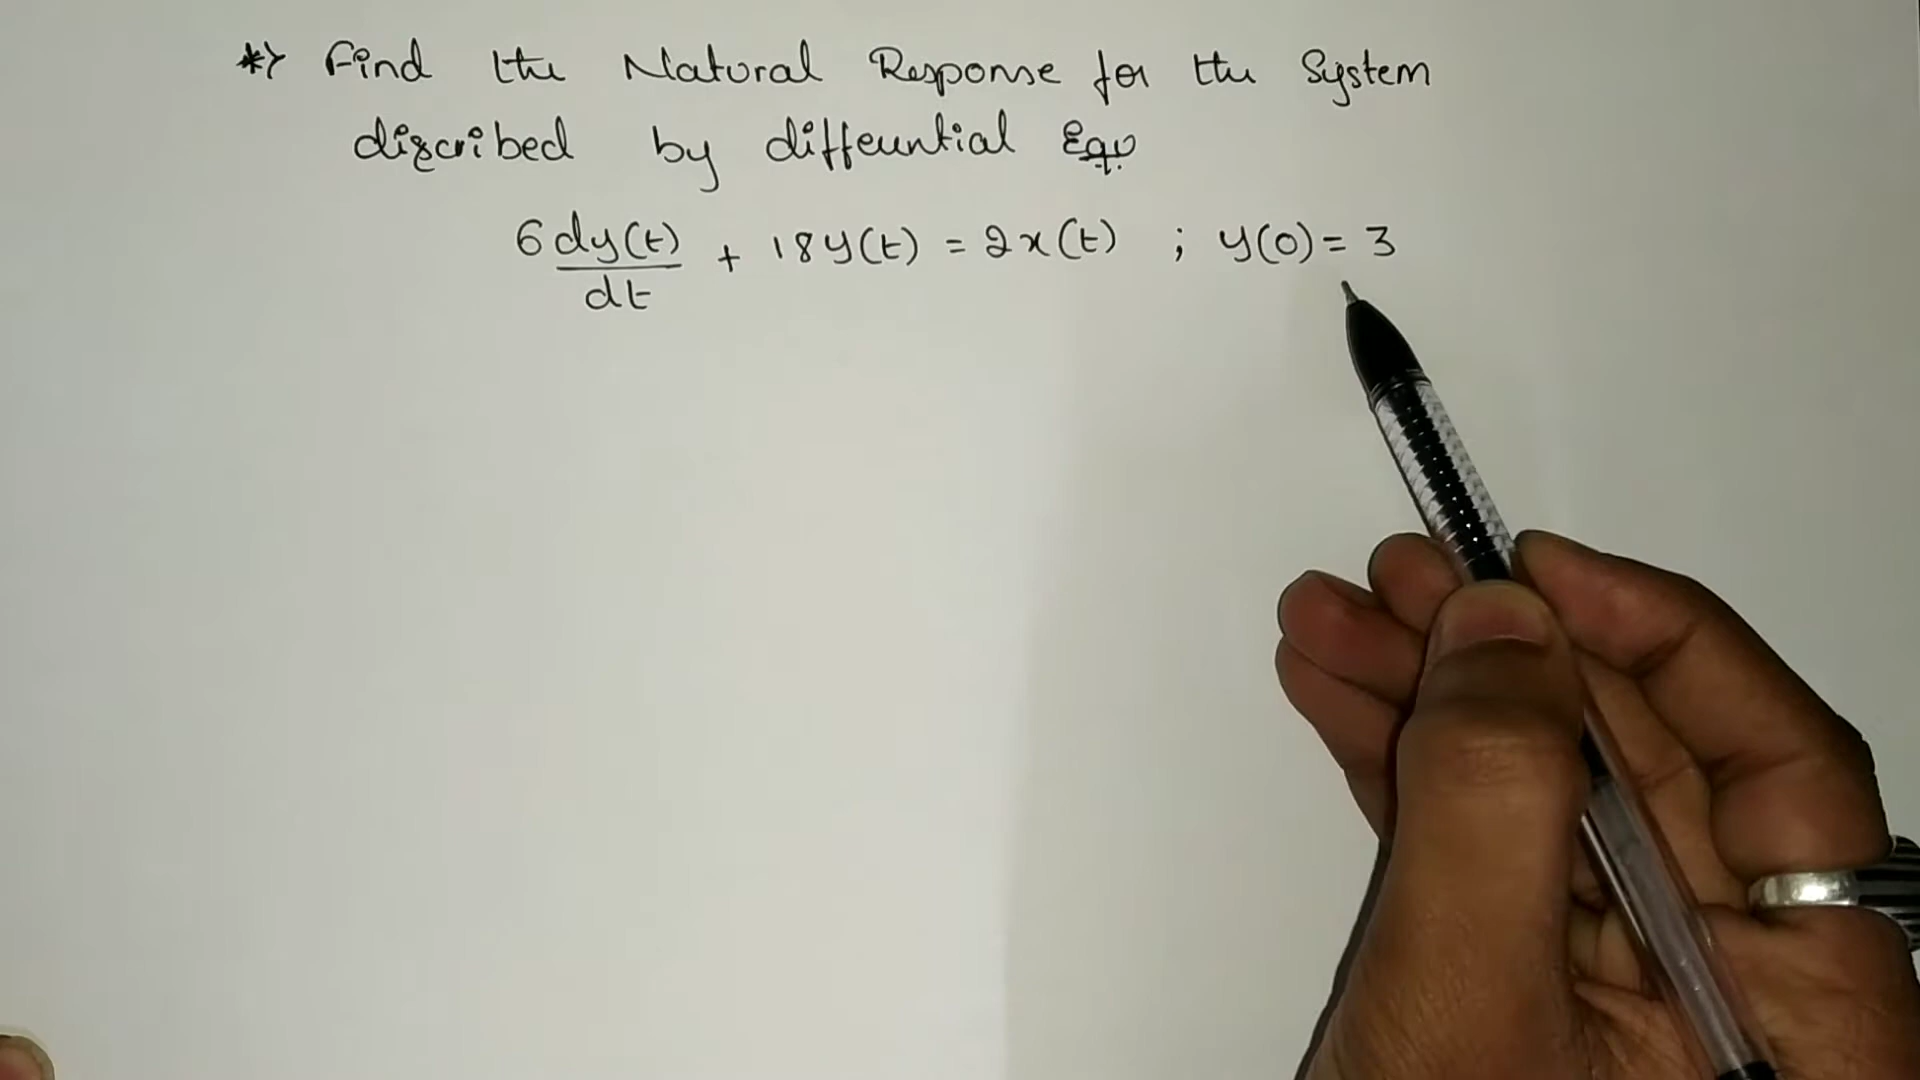 *) Find the Natural Response for the System
discribed by differential Eqn
6 dy(t)/dt + 18y(t) = 2x(t) ; y(0) = 3